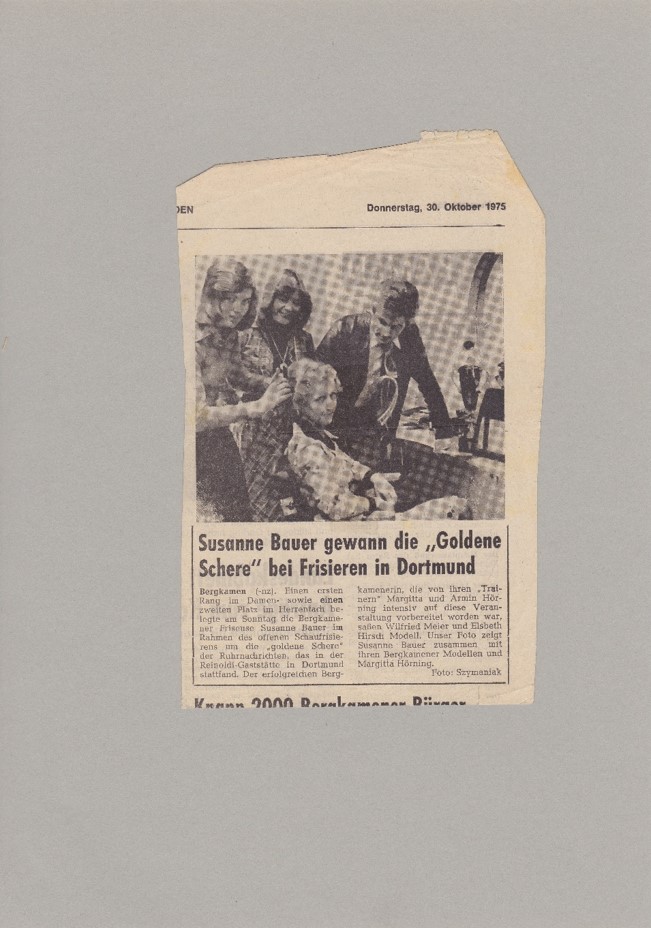 DEN
Donnerstag, 30. Oktober 1975
Susanne Bauer gewann die „Goldene
Schere“ bei Frisieren in Dortmund
Bergkamen (-nz). Einen ersten
Rang im Damen- sowie einen
zweiten Platz im Herrenfach be-
legte am Sonntag die Bergkame-
ner Friseuse Susanne Bauer im
Rahmen des offenen Schaufrisie-
rens um die „goldene Schere“
der Ruhrnachrichten, das in der
Reinoldi-Gaststätte in Dortmund
stattfand. Der erfolgreichen Berg-
kamenerin, die von ihren „Trai-
nern“ Margitta und Armin Hör-
ning intensiv auf diese Veran-
staltung vorbereitet worden war,
saßen Wilfried Meier und Elsbeth
Hirsch Modell. Unser Foto zeigt
Susanne Bauer zusammen mit
ihren Bergkamener Modellen und
Margitta Hörning.
Foto: Szymaniak
Knapp 2000 Bergkamener Bürger